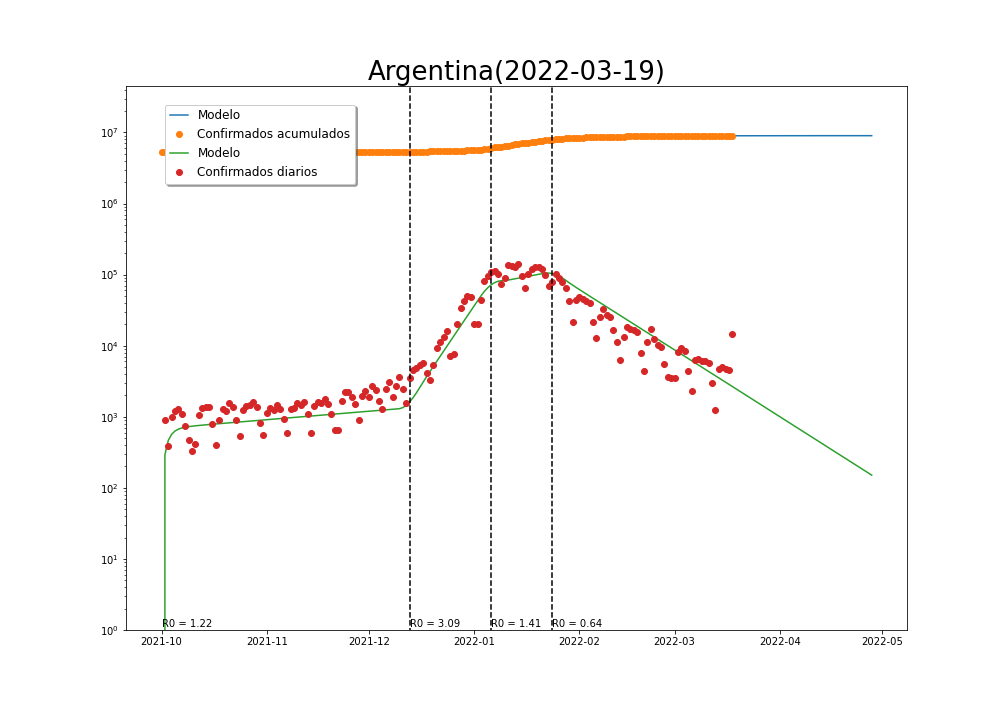 Argentina(2022-03-19)
Modelo
Confirmados acumulados
Modelo
Confirmados diarios
10^7
10^6
10^5
10^4
10^3
10^2
10^1
10^0
R0 = 1.22
R0 = 3.09
R0 = 1.41
R0 = 0.64
2021-10
2021-11
2021-12
2022-01
2022-02
2022-03
2022-04
2022-05